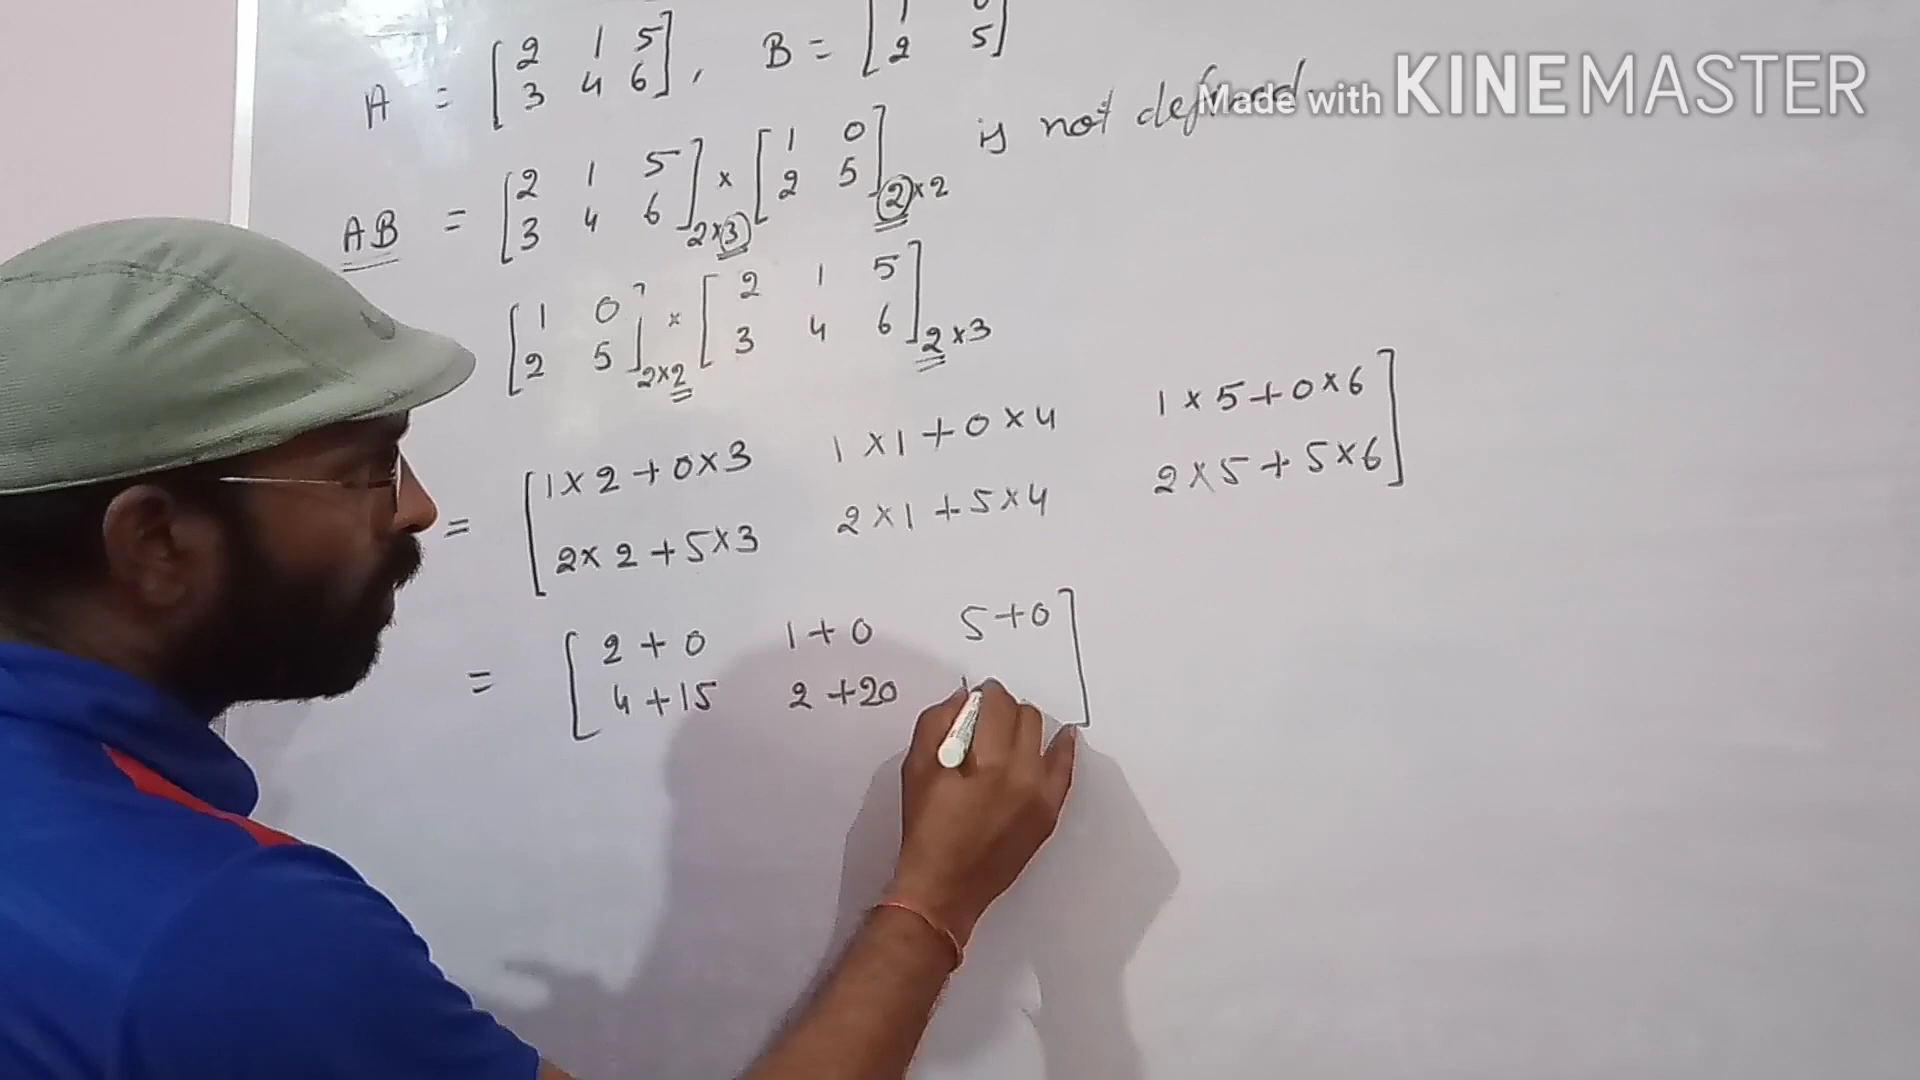 A = [2 1 5], B = [1 0]
3 4 6 2 5
AB = [2 1 5] × [1 0] is not defined.
3 4 6 2×3 2 5 2×2
[1 0] × [2 1 5]
2 5 2×2 3 4 6 2×3
= [1×2+0×3 1×1+0×4 1×5+0×6]
2×2+5×3 2×1+5×4 2×5+5×6
= [2+0 1+0 5+0]
4+15 2+20 1
Made with KINEMASTER